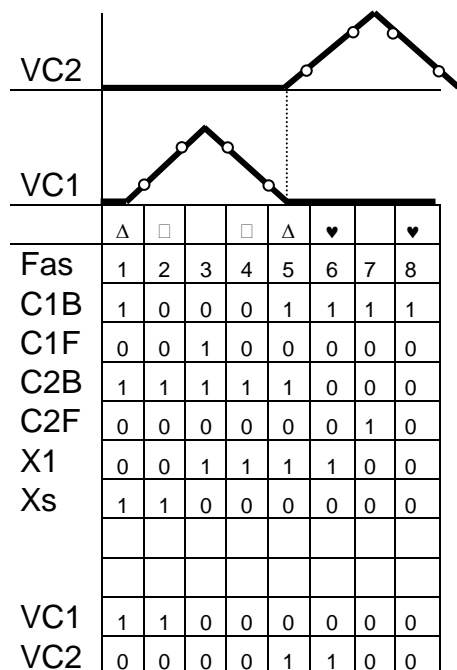 VC2
VC1
Δ □ □ Δ ♥ ♥
Fas 1 2 3 4 5 6 7 8
C1B 1 0 0 0 1 1 1 1
C1F 0 0 1 0 0 0 0 0
C2B 1 1 1 1 1 0 0 0
C2F 0 0 0 0 0 0 1 0
X1 0 0 1 1 1 1 0 0
Xs 1 1 0 0 0 0 0 0
VC1 1 1 0 0 0 0 0 0
VC2 0 0 0 0 1 1 0 0